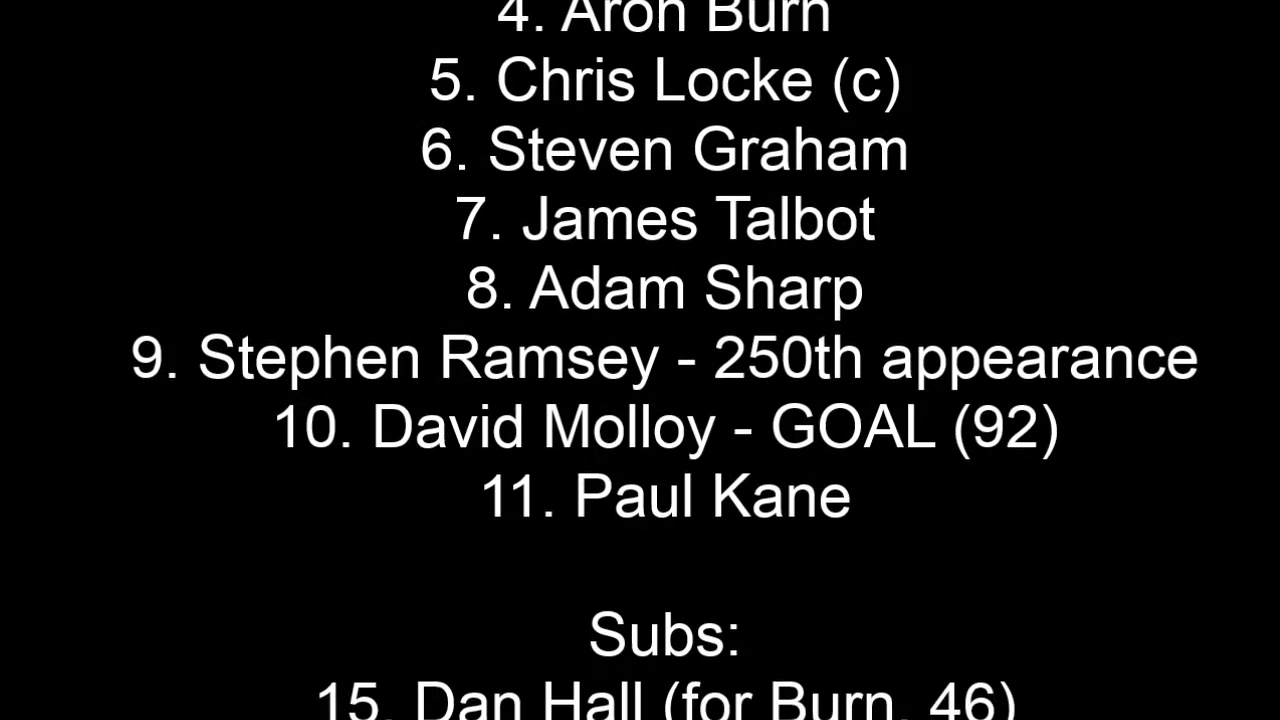 4. Aron Burn
5. Chris Locke (c)
6. Steven Graham
7. James Talbot
8. Adam Sharp
9. Stephen Ramsey - 250th appearance
10. David Molloy - GOAL (92)
11. Paul Kane
Subs:
15. Dan Hall (for Burn, 46)